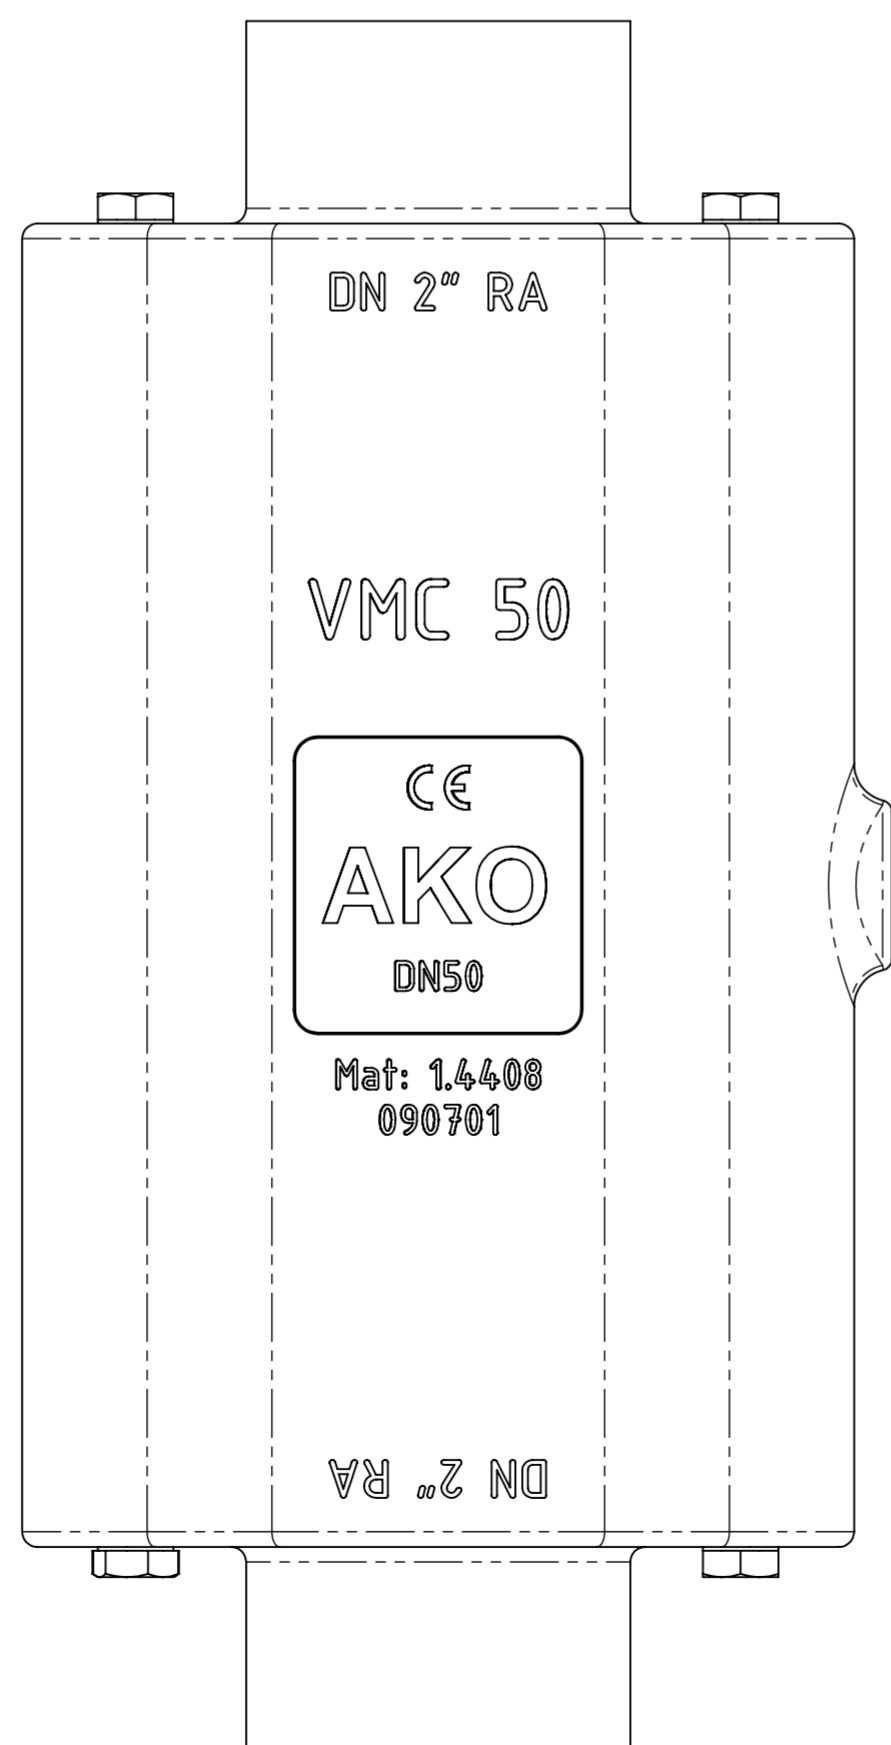 DN 2" RA
VMC 50
CE
AKO
DN50
Mat: 1.4408
090701
DN 2" RA